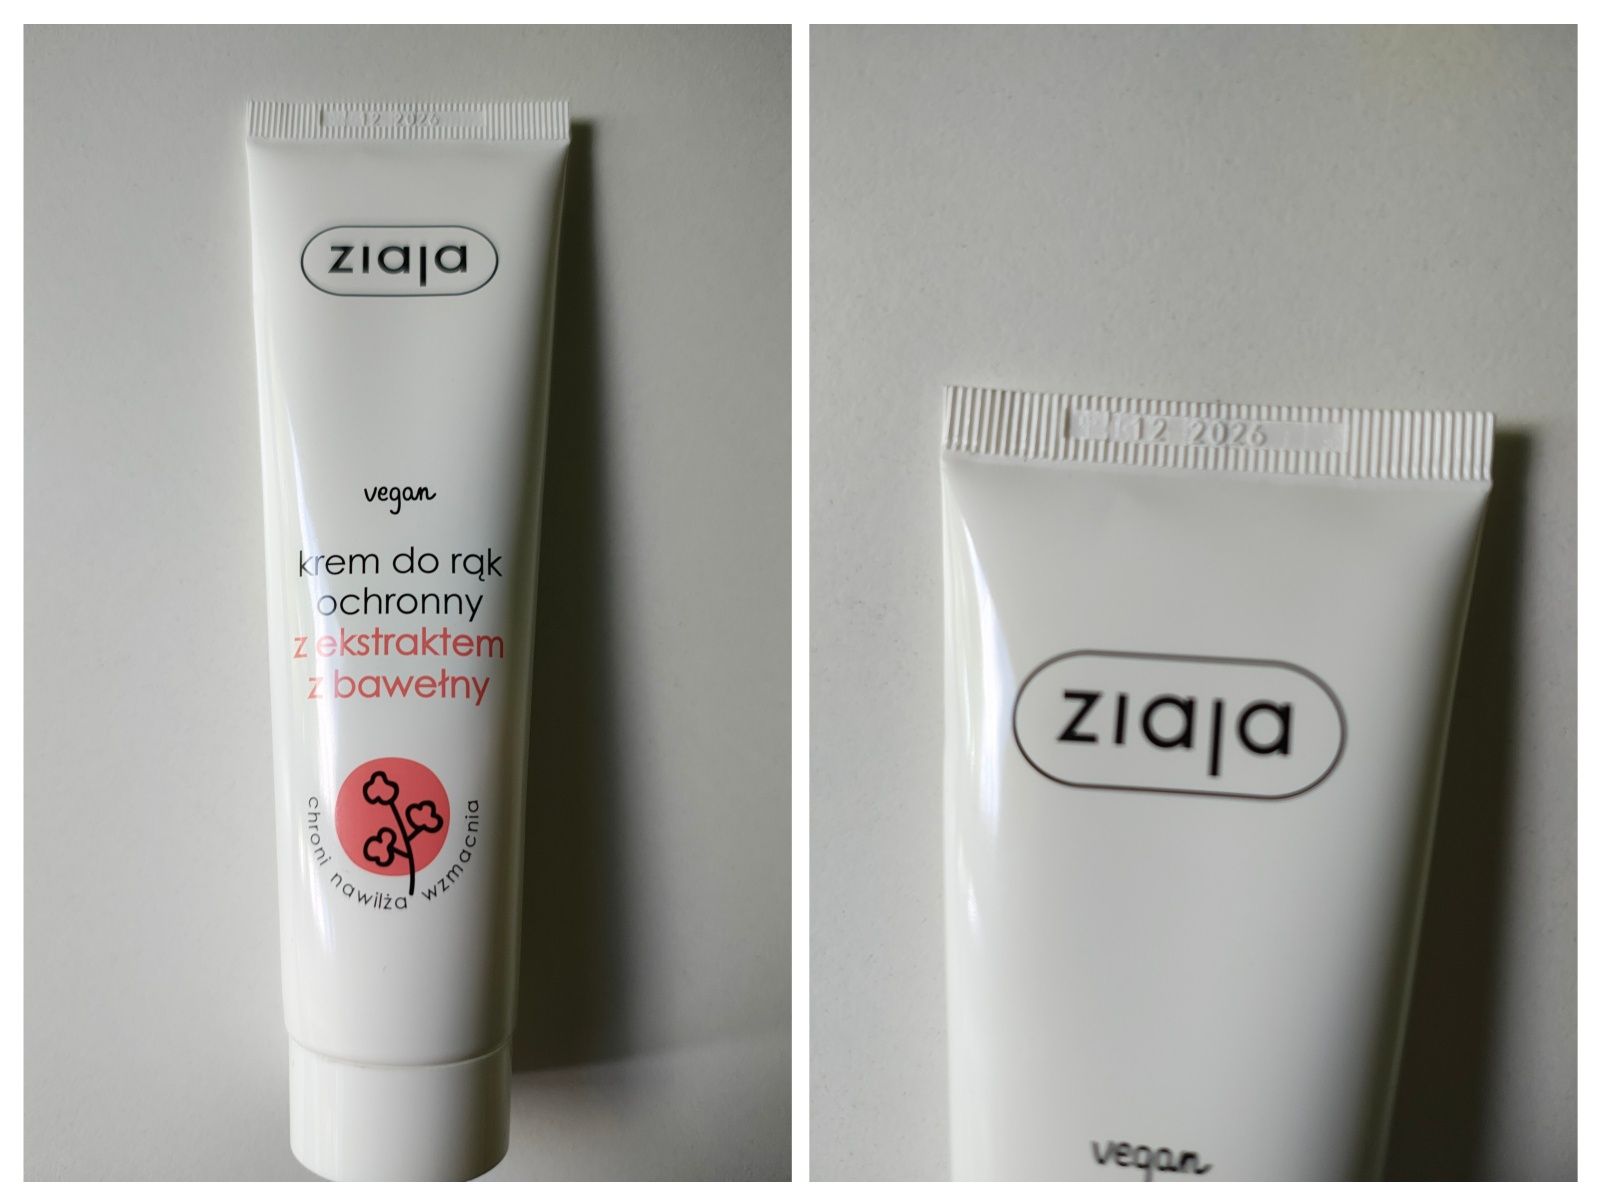 12 2026
ziaja
vegan
krem do rąk
ochronny
z ekstraktem
z bawełny
chroni nawilża wzmacnia
12 2026
ziaja
vegan